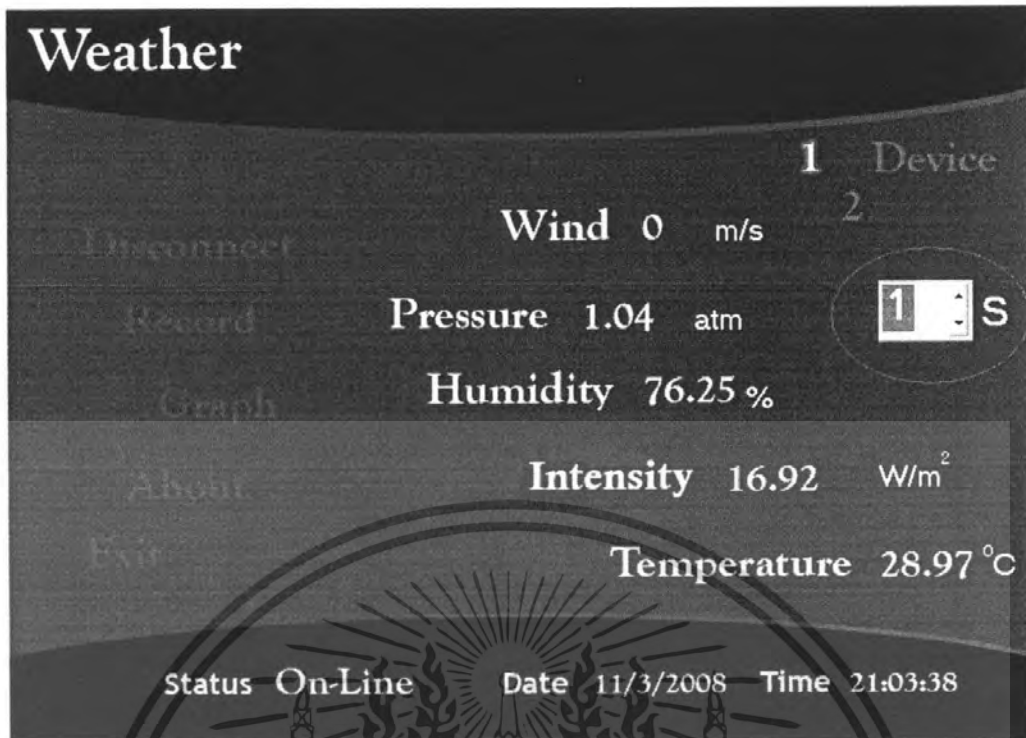 Weather
1 Device
2
Wind 0 m/s
Disconnect
Record
Pressure 1.04 atm
1 S
Graph
Humidity 76.25 %
About
Intensity 16.92 W/m²
Exit
Temperature 28.97 °C
Status On-Line Date 11/3/2008 Time 21:03:38